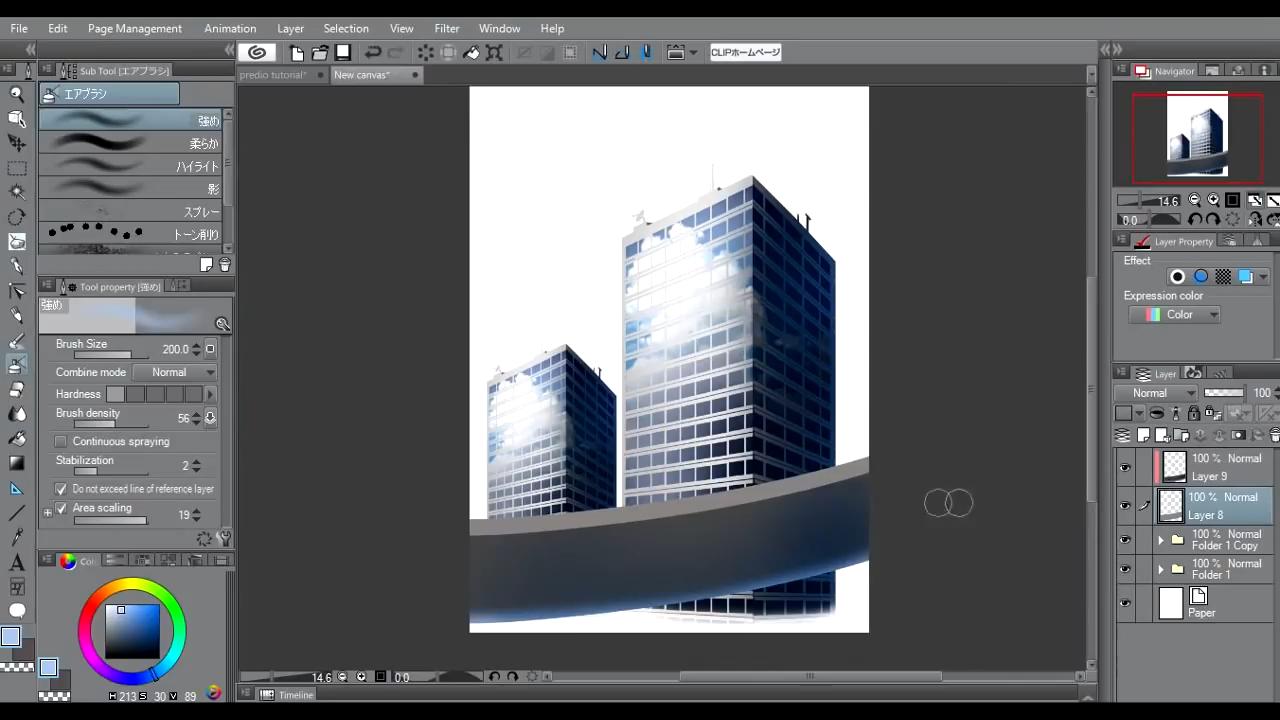 File Edit Page Management Animation Layer Selection View Filter Window Help
Sub Tool [エアブラシ]
CLIPホームページ
predio tutorial*
New canvas*
Navigator
エアブラシ
強め
柔らか
ハイライト
影
スプレー
トーン削り
Tool property [強め]
強め
Brush Size 200.0
Combine mode Normal
Hardness
Brush density 56
Continuous spraying
Stabilization 2
Do not exceed line of reference layer
Area scaling 19
H 213 S 30 V 89
14.6
0.0
Timeline
14.6
0.0
Layer Property
Effect
Expression color
Color
Layer
Normal 100
100 % Normal
Layer 9
100 % Normal
Layer 8
100 % Normal
Folder 1 Copy
100 % Normal
Folder 1
Paper